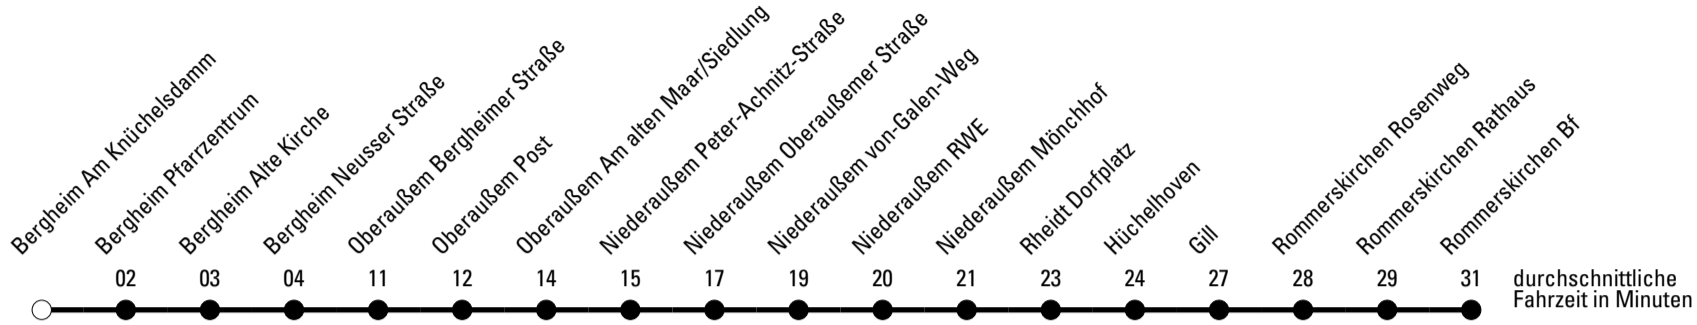 Bergheim Am Knüchelsdamm
Bergheim Pfarrzentrum
Bergheim Alte Kirche
Bergheim Neusser Straße
Oberaußem Bergheimer Straße
Oberaußem Post
Oberaußem Am alten Maar/Siedlung
Niederaußem Peter-Achnitz-Straße
Niederaußem Oberaußemer Straße
Niederaußem von-Galen-Weg
Niederaußem RWE
Niederaußem Mönchhof
Rheidt Dorfplatz
Hüchelhoven
Gill
Rommerskirchen Rosenweg
Rommerskirchen Rathaus
Rommerskirchen Bf
02 03 04 11 12 14 15 17 19 20 21 23 24 27 28 29 31 durchschnittliche
Fahrzeit in Minuten